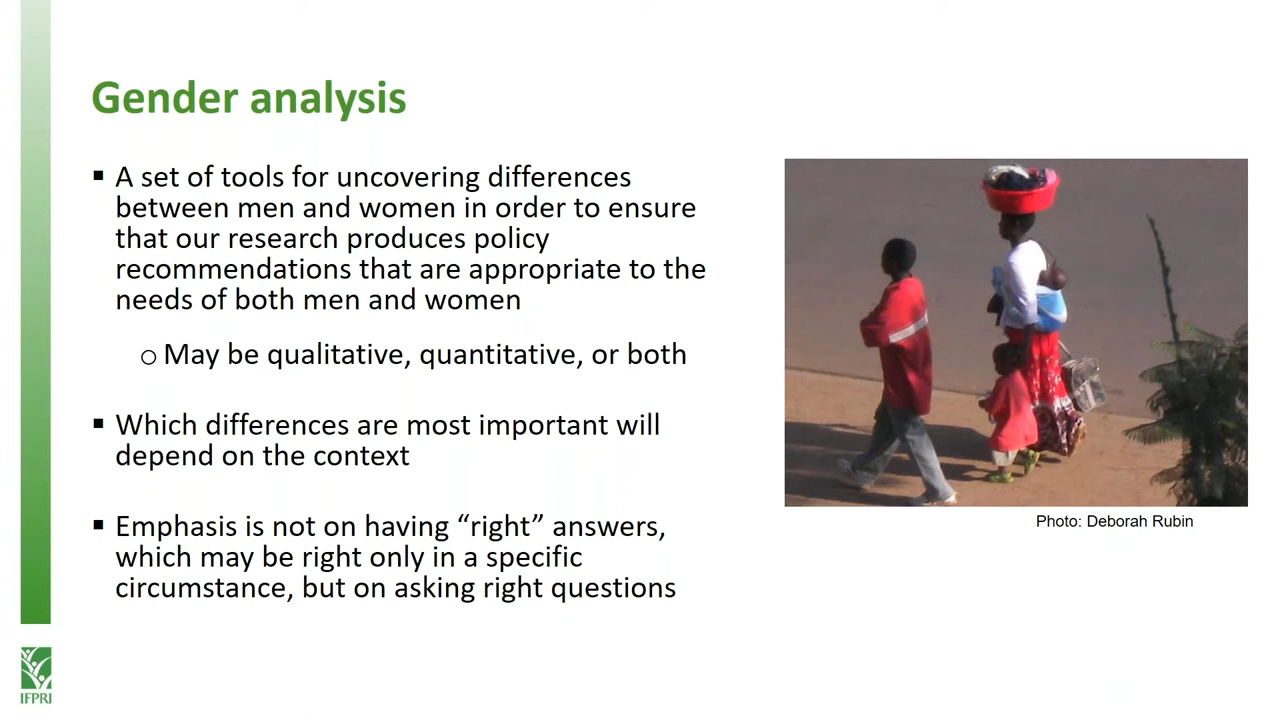 Gender analysis
▪ A set of tools for uncovering differences
between men and women in order to ensure
that our research produces policy
recommendations that are appropriate to the
needs of both men and women
o May be qualitative, quantitative, or both
▪ Which differences are most important will
depend on the context
▪ Emphasis is not on having “right” answers,
which may be right only in a specific
circumstance, but on asking right questions
Photo: Deborah Rubin
IFPRI